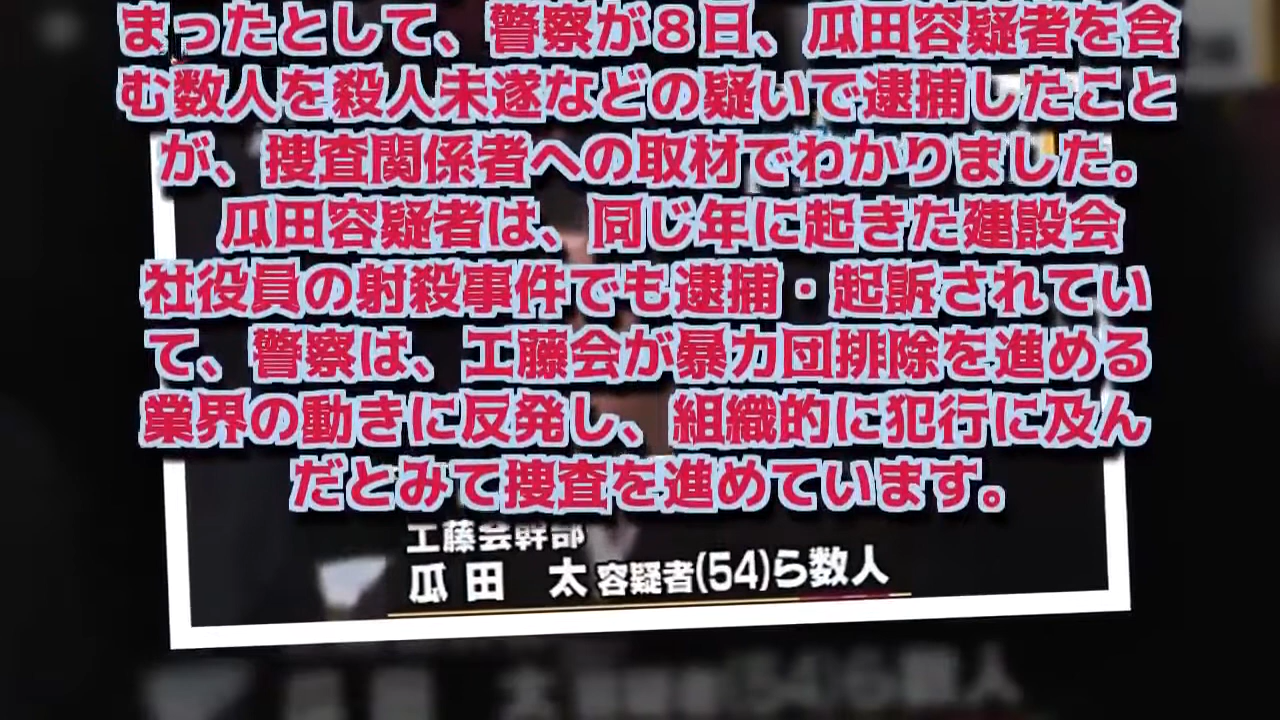 まったとして、警察が８日、瓜田容疑者を含
む数人を殺人未遂などの疑いで逮捕したこと
が、捜査関係者への取材でわかりました。
瓜田容疑者は、同じ年に起きた建設会
社役員の射殺事件でも逮捕・起訴されてい
て、警察は、工藤会が暴力団排除を進める
業界の動きに反発し、組織的に犯行に及ん
だとみて捜査を進めています。
工藤会幹部
瓜田 太容疑者(54)ら数人